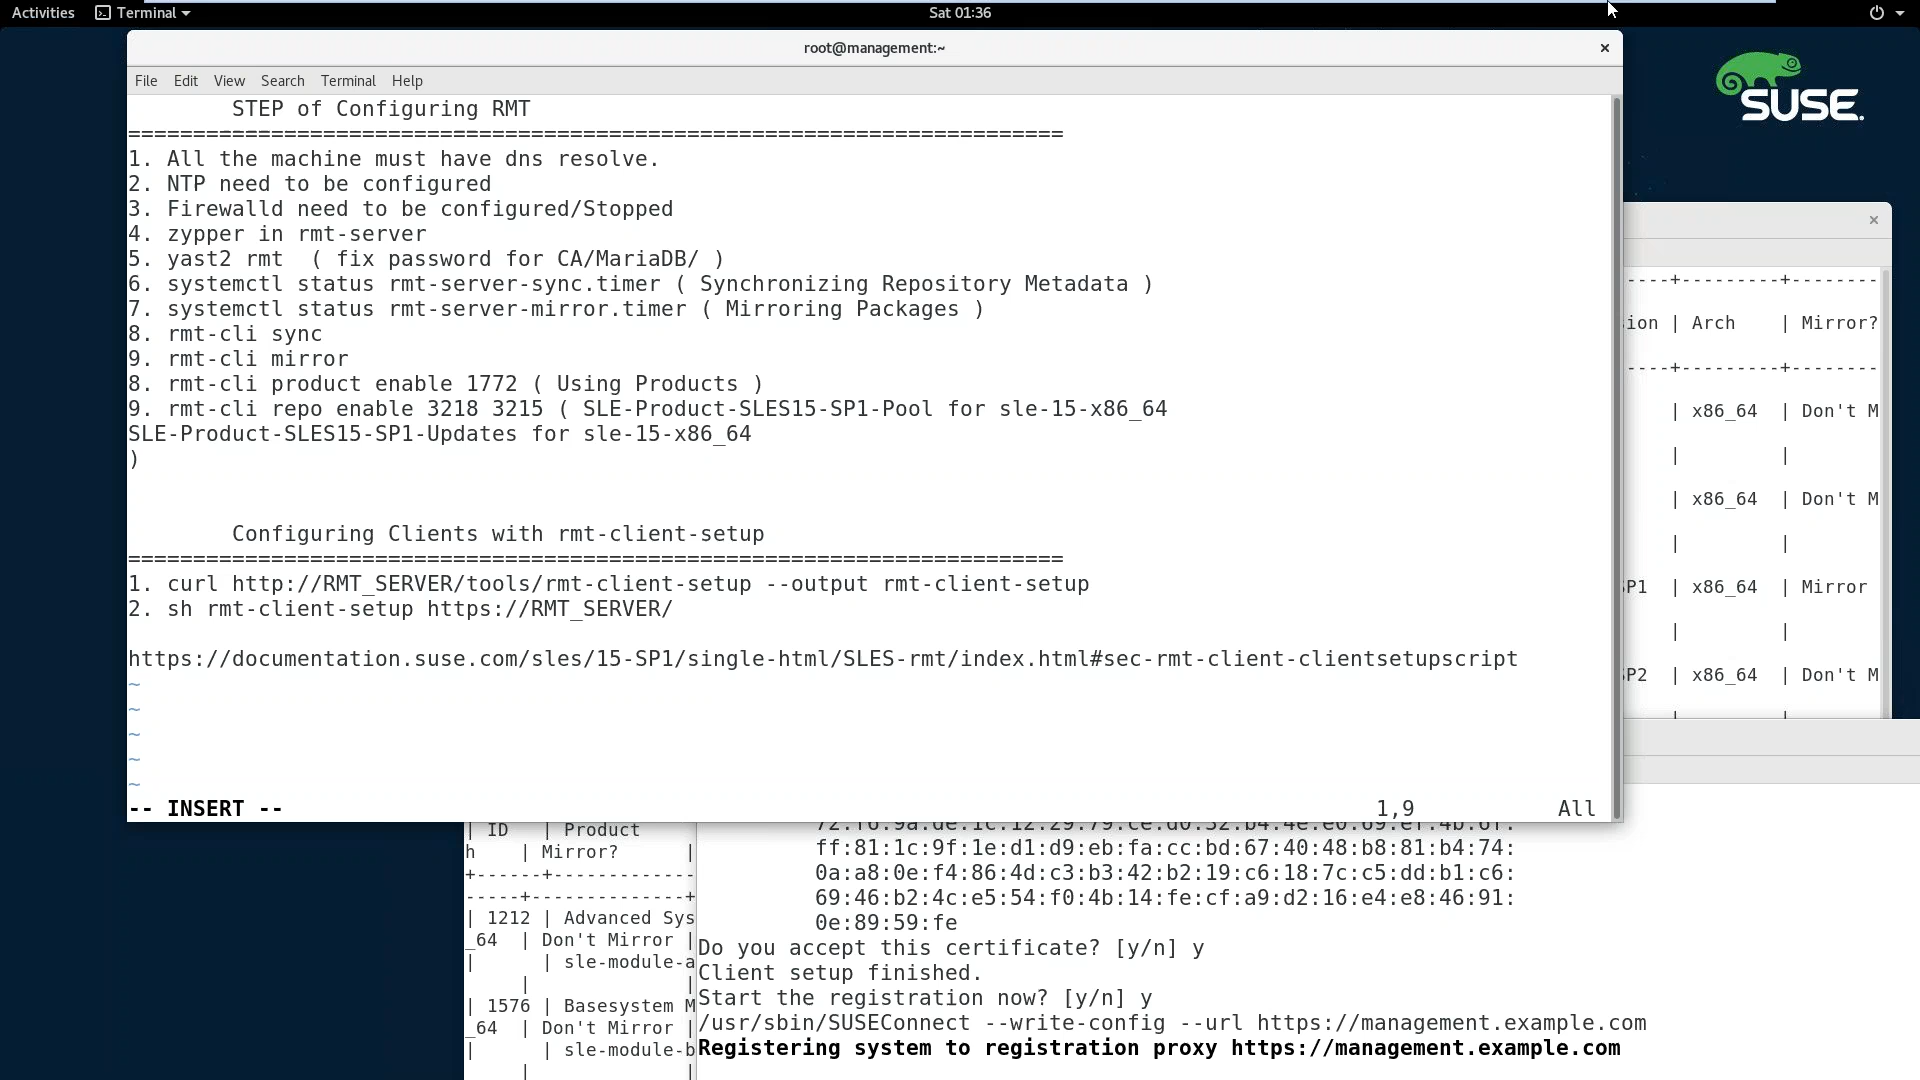 Activities Terminal Sat 01:36
root@management:~
File Edit View Search Terminal Help
STEP of Configuring RMT
========================================================================
1. All the machine must have dns resolve.
2. NTP need to be configured
3. Firewalld need to be configured/Stopped
4. zypper in rmt-server
5. yast2 rmt  ( fix password for CA/MariaDB/ )
6. systemctl status rmt-server-sync.timer ( Synchronizing Repository Metadata )
7. systemctl status rmt-server-mirror.timer ( Mirroring Packages )
8. rmt-cli sync
9. rmt-cli mirror
8. rmt-cli product enable 1772 ( Using Products )
9. rmt-cli repo enable 3218 3215 ( SLE-Product-SLES15-SP1-Pool for sle-15-x86_64
SLE-Product-SLES15-SP1-Updates for sle-15-x86_64
)
Configuring Clients with rmt-client-setup
========================================================================
1. curl http://RMT_SERVER/tools/rmt-client-setup --output rmt-client-setup
2. sh rmt-client-setup https://RMT_SERVER/
https://documentation.suse.com/sles/15-SP1/single-html/SLES-rmt/index.html#sec-rmt-client-clientsetupscript
~
~
~
~
~
-- INSERT -- 1,9 All
SUSE.
----+---------+--------
ion | Arch    | Mirror?
----+---------+--------
| x86_64  | Don't M
|         |
| x86_64  | Don't M
|         |
SP1  | x86_64  | Mirror
|         |
SP2  | x86_64  | Don't M
| ID   | Product
h    | Mirror?      |
+------+-------------
-----+--------------+
| 1212 | Advanced Sys
_64  | Don't Mirror |
|      | sle-module-a
|              |
| 1576 | Basesystem M
_64  | Don't Mirror |
|      | sle-module-b
|              |
ff:81:1c:9f:1e:d1:d9:eb:fa:cc:bd:67:40:48:b8:81:b4:74:
0a:a8:0e:f4:86:4d:c3:b3:42:b2:19:c6:18:7c:c5:dd:b1:c6:
69:46:b2:4c:e5:54:f0:4b:14:fe:cf:a9:d2:16:e4:e8:46:91:
0e:89:59:fe
Do you accept this certificate? [y/n] y
Client setup finished.
Start the registration now? [y/n] y
/usr/sbin/SUSEConnect --write-config --url https://management.example.com
Registering system to registration proxy https://management.example.com